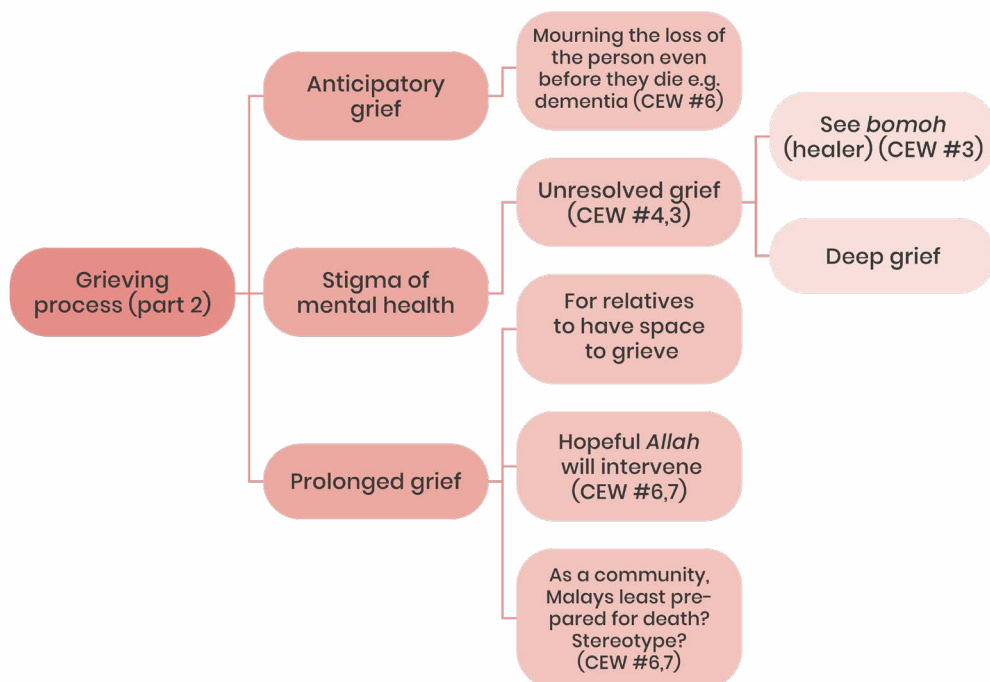 Grieving
process (part 2)
Anticipatory
grief
Mourning the loss of
the person even
before they die e.g.
dementia (CEW #6)
Stigma of
mental health
Unresolved grief
(CEW #4,3)
See bomoh
(healer) (CEW #3)
Deep grief
Prolonged grief
For relatives
to have space
to grieve
Hopeful Allah
will intervene
(CEW #6,7)
As a community,
Malays least pre-
pared for death?
Stereotype?
(CEW #6,7)